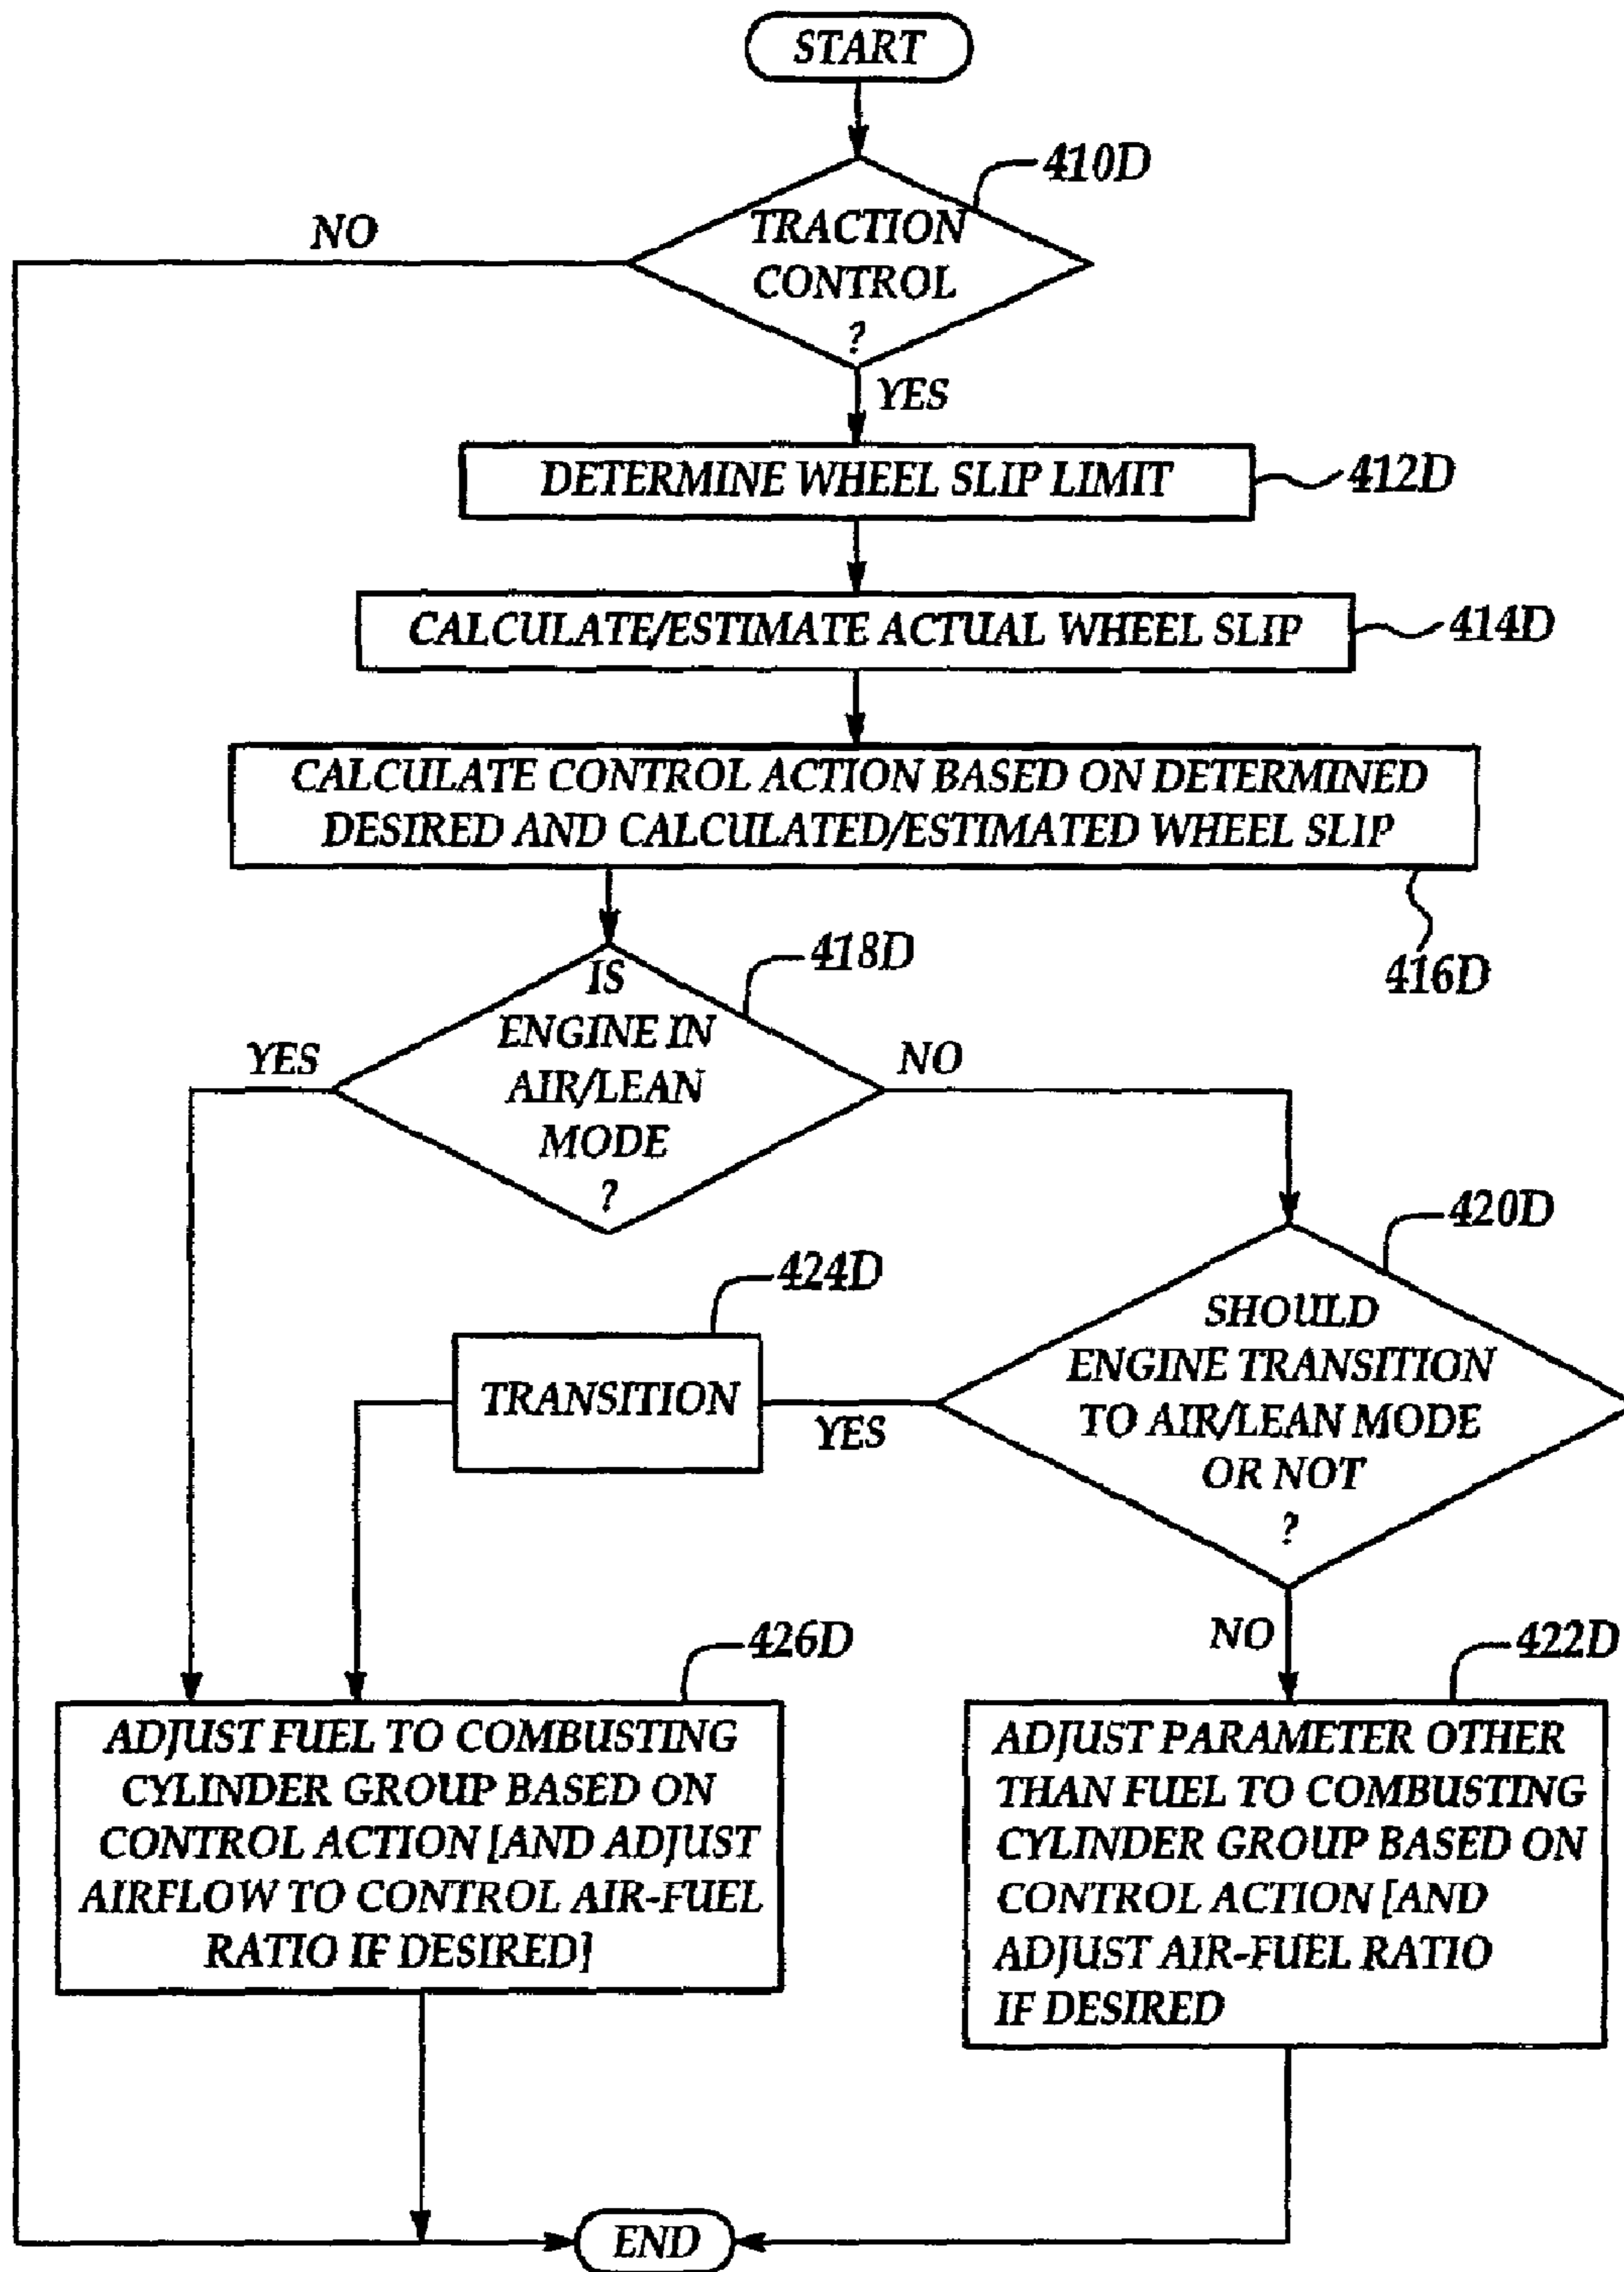 START
410D
NO
TRACTION
CONTROL
?
YES
DETERMINE WHEEL SLIP LIMIT
412D
CALCULATE/ESTIMATE ACTUAL WHEEL SLIP
414D
CALCULATE CONTROL ACTION BASED ON DETERMINED
DESIRED AND CALCULATED/ESTIMATED WHEEL SLIP
416D
418D
IS
ENGINE IN
AIR/LEAN
MODE
?
YES
NO
420D
424D
SHOULD
ENGINE TRANSITION
TO AIR/LEAN MODE
OR NOT
?
TRANSITION
YES
NO
426D
422D
ADJUST FUEL TO COMBUSTING
CYLINDER GROUP BASED ON
CONTROL ACTION [AND ADJUST
AIRFLOW TO CONTROL AIR-FUEL
RATIO IF DESIRED]
ADJUST PARAMETER OTHER
THAN FUEL TO COMBUSTING
CYLINDER GROUP BASED ON
CONTROL ACTION [AND
ADJUST AIR-FUEL RATIO
IF DESIRED
END